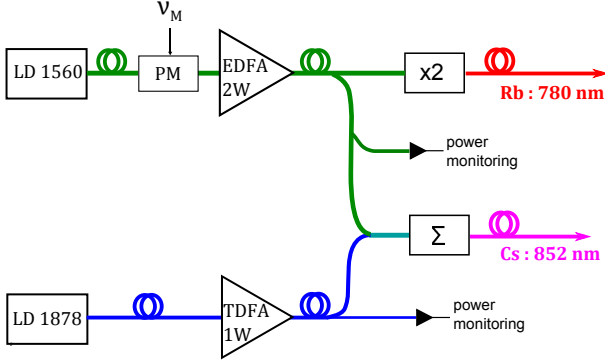 ν_M
LD 1560
PM
EDFA
2W
x2
Rb : 780 nm
power
monitoring
Σ
Cs : 852 nm
LD 1878
TDFA
1W
power
monitoring